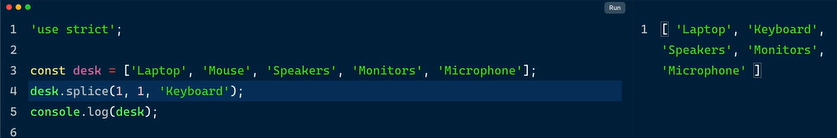 Run
1 'use strict';
2
3 const desk = ['Laptop', 'Mouse', 'Speakers', 'Monitors', 'Microphone'];
4 desk.splice(1, 1, 'Keyboard');
5 console.log(desk);
6
1 [ 'Laptop', 'Keyboard',
'Speakers', 'Monitors',
'Microphone' ]